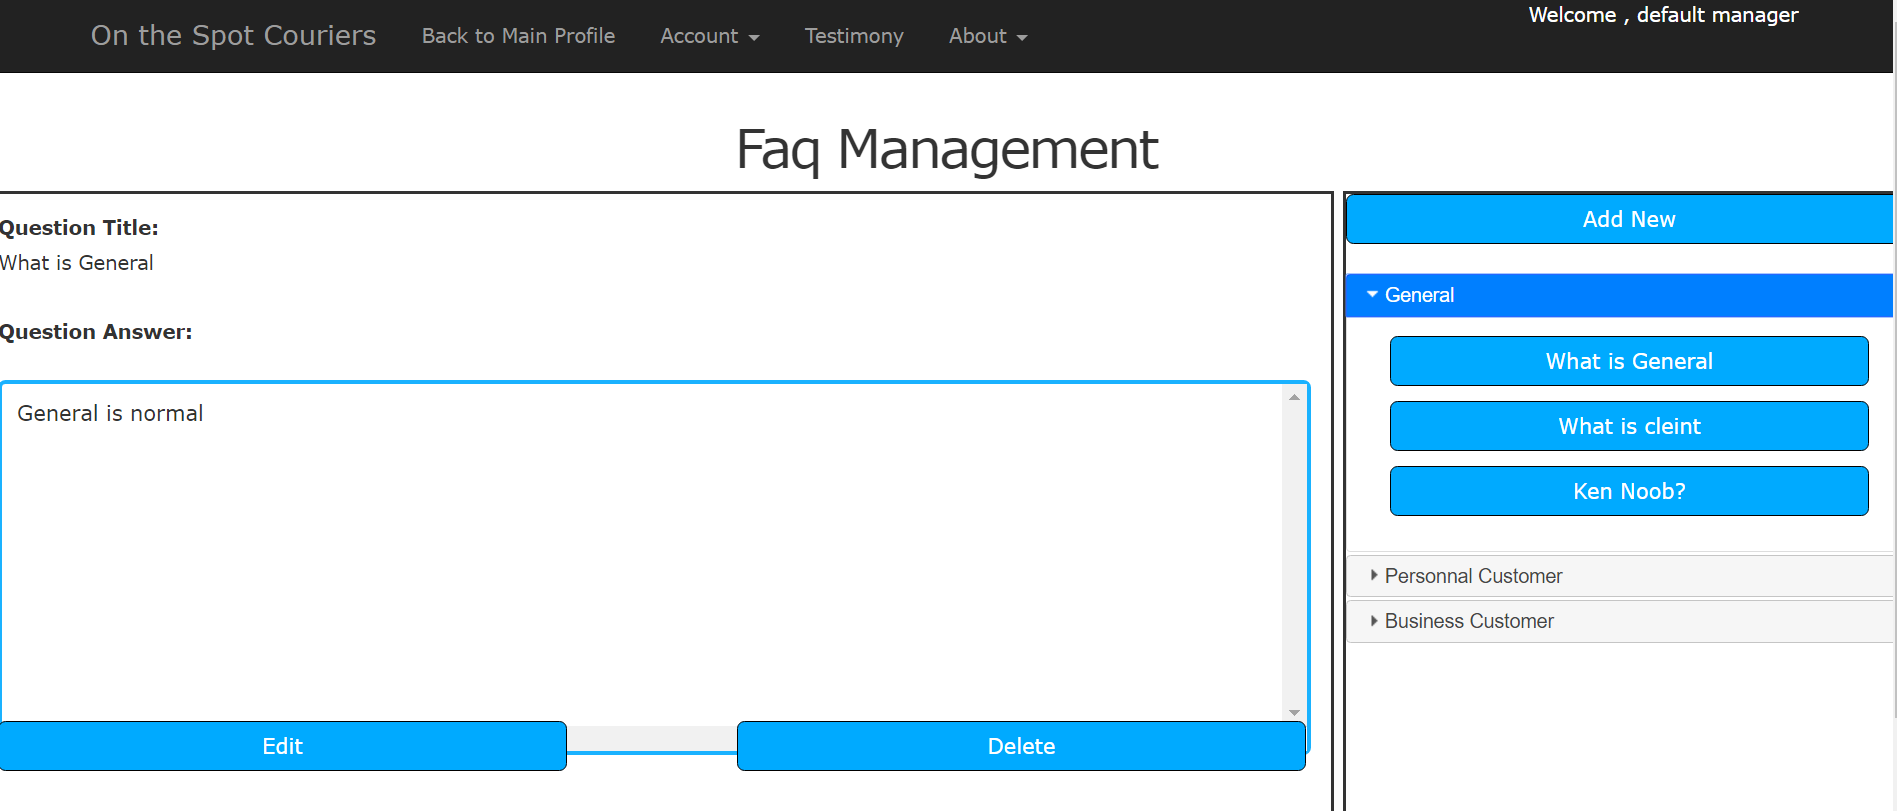 Welcome , default manager
On the Spot Couriers Back to Main Profile Account Testimony About
Faq Management
Question Title:
What is General
Question Answer:
General is normal
Edit
Delete
Add New
General
What is General
What is cleint
Ken Noob?
Personnal Customer
Business Customer